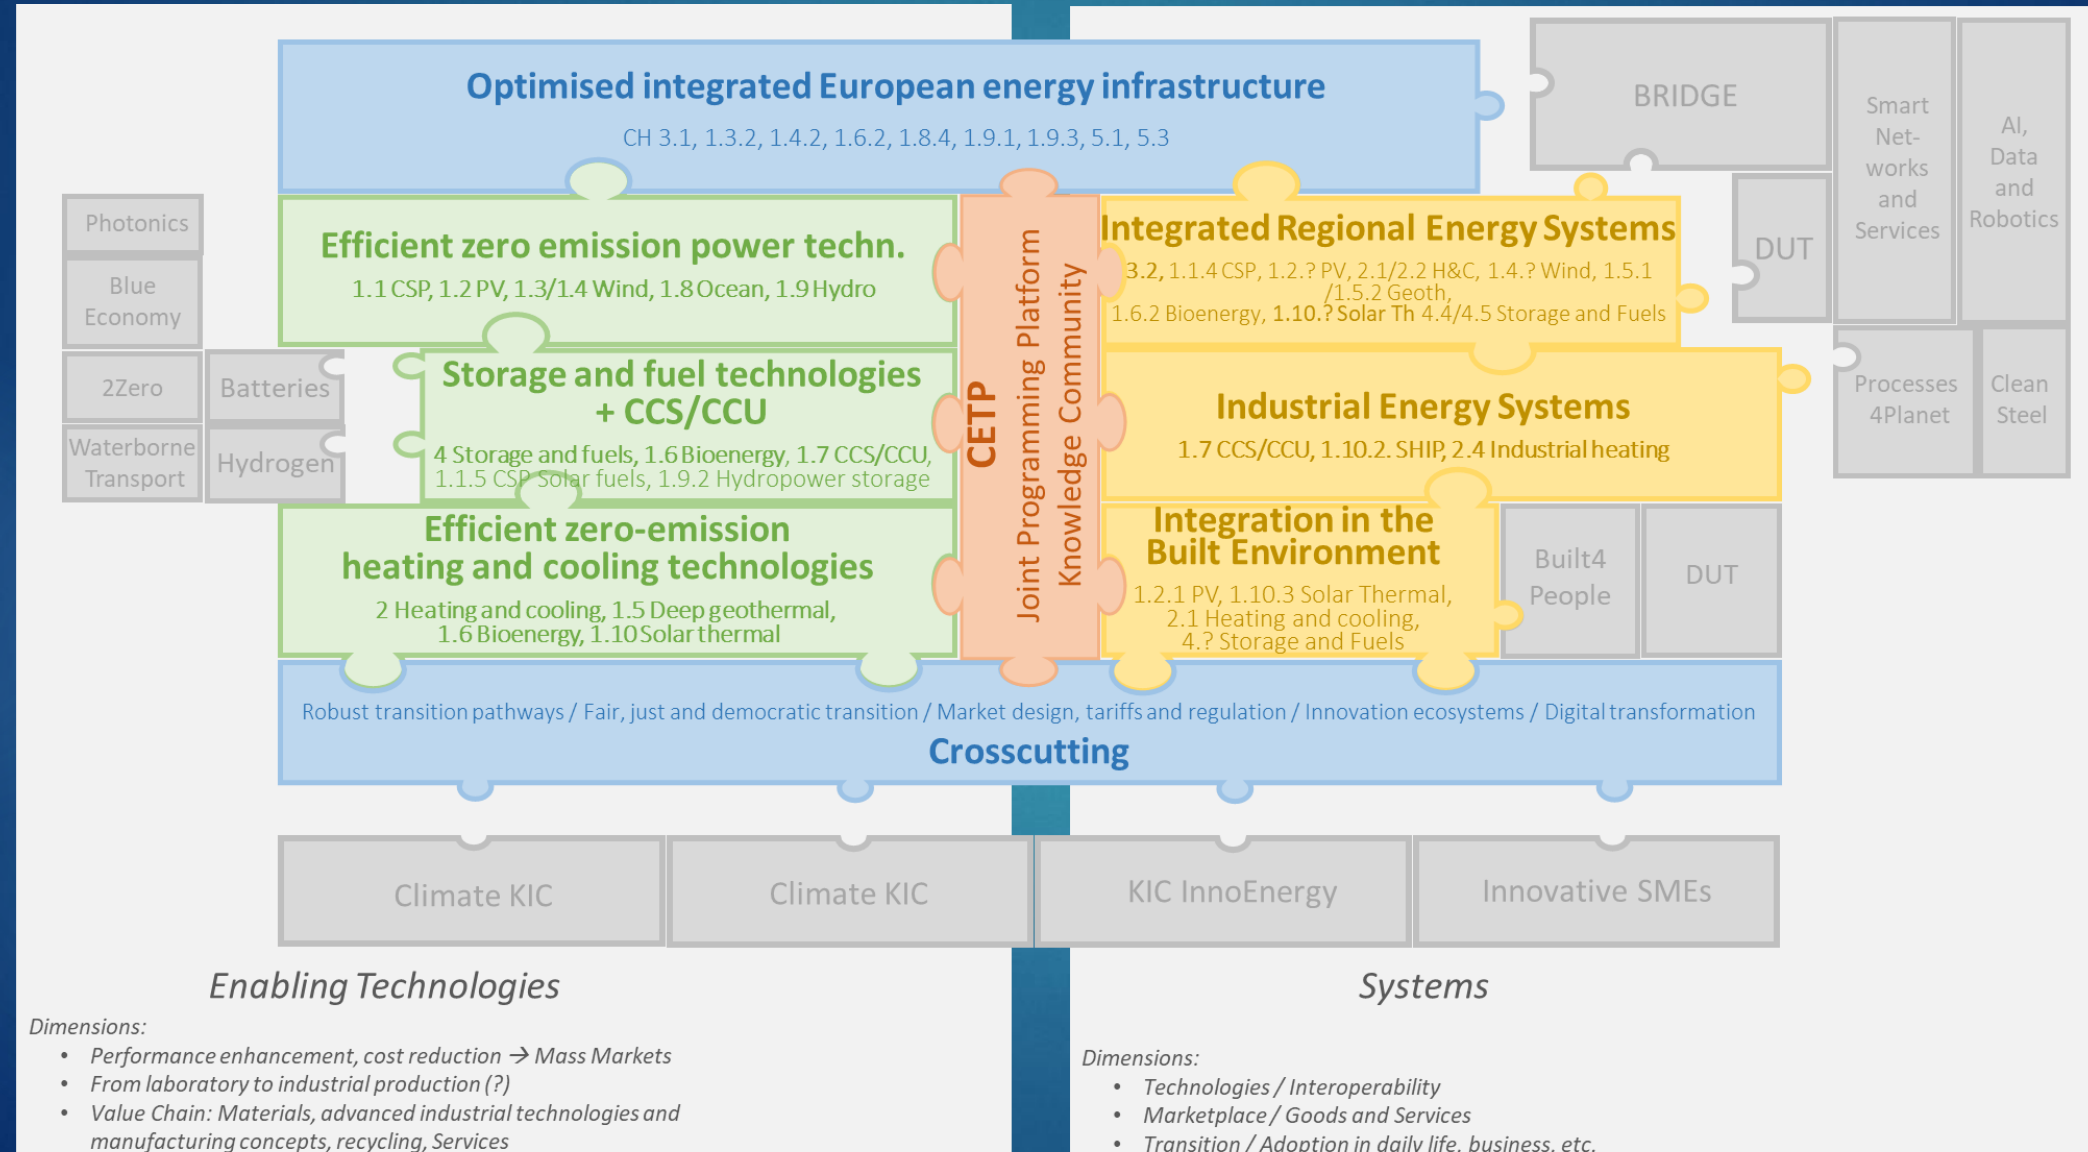 Optimised integrated European energy infrastructure
CH 3.1, 1.3.2, 1.4.2, 1.6.2, 1.8.4, 1.9.1, 1.9.3, 5.1, 5.3
BRIDGE
Smart
Net-
works
and
Services
AI,
Data
and
Robotics
DUT
Processes
4Planet
Clean
Steel
Photonics
Blue
Economy
2Zero
Batteries
Waterborne
Transport
Hydrogen
Efficient zero emission power techn.
1.1 CSP, 1.2 PV, 1.3/1.4 Wind, 1.8 Ocean, 1.9 Hydro
Storage and fuel technologies
+ CCS/CCU
4 Storage and fuels, 1.6 Bioenergy, 1.7 CCS/CCU,
1.1.5 CSP Solar fuels, 1.9.2 Hydropower storage
Efficient zero-emission
heating and cooling technologies
2 Heating and cooling, 1.5 Deep geothermal,
1.6 Bioenergy, 1.10 Solar thermal
CETP
Joint Programming Platform
Knowledge Community
Integrated Regional Energy Systems
3.2, 1.1.4 CSP, 1.2.? PV, 2.1/2.2 H&C, 1.4.? Wind, 1.5.1
/1.5.2 Geoth,
1.6.2 Bioenergy, 1.10.? Solar Th 4.4/4.5 Storage and Fuels
Industrial Energy Systems
1.7 CCS/CCU, 1.10.2. SHIP, 2.4 Industrial heating
Integration in the
Built Environment
1.2.1 PV, 1.10.3 Solar Thermal,
2.1 Heating and cooling,
4.? Storage and Fuels
Built4
People
DUT
Robust transition pathways / Fair, just and democratic transition / Market design, tariffs and regulation / Innovation ecosystems / Digital transformation
Crosscutting
Climate KIC
Climate KIC
KIC InnoEnergy
Innovative SMEs
Enabling Technologies
Dimensions:
• Performance enhancement, cost reduction → Mass Markets
• From laboratory to industrial production (?)
• Value Chain: Materials, advanced industrial technologies and
manufacturing concepts, recycling, Services
Systems
Dimensions:
• Technologies / Interoperability
• Marketplace / Goods and Services
• Transition / Adoption in daily life, business, etc.